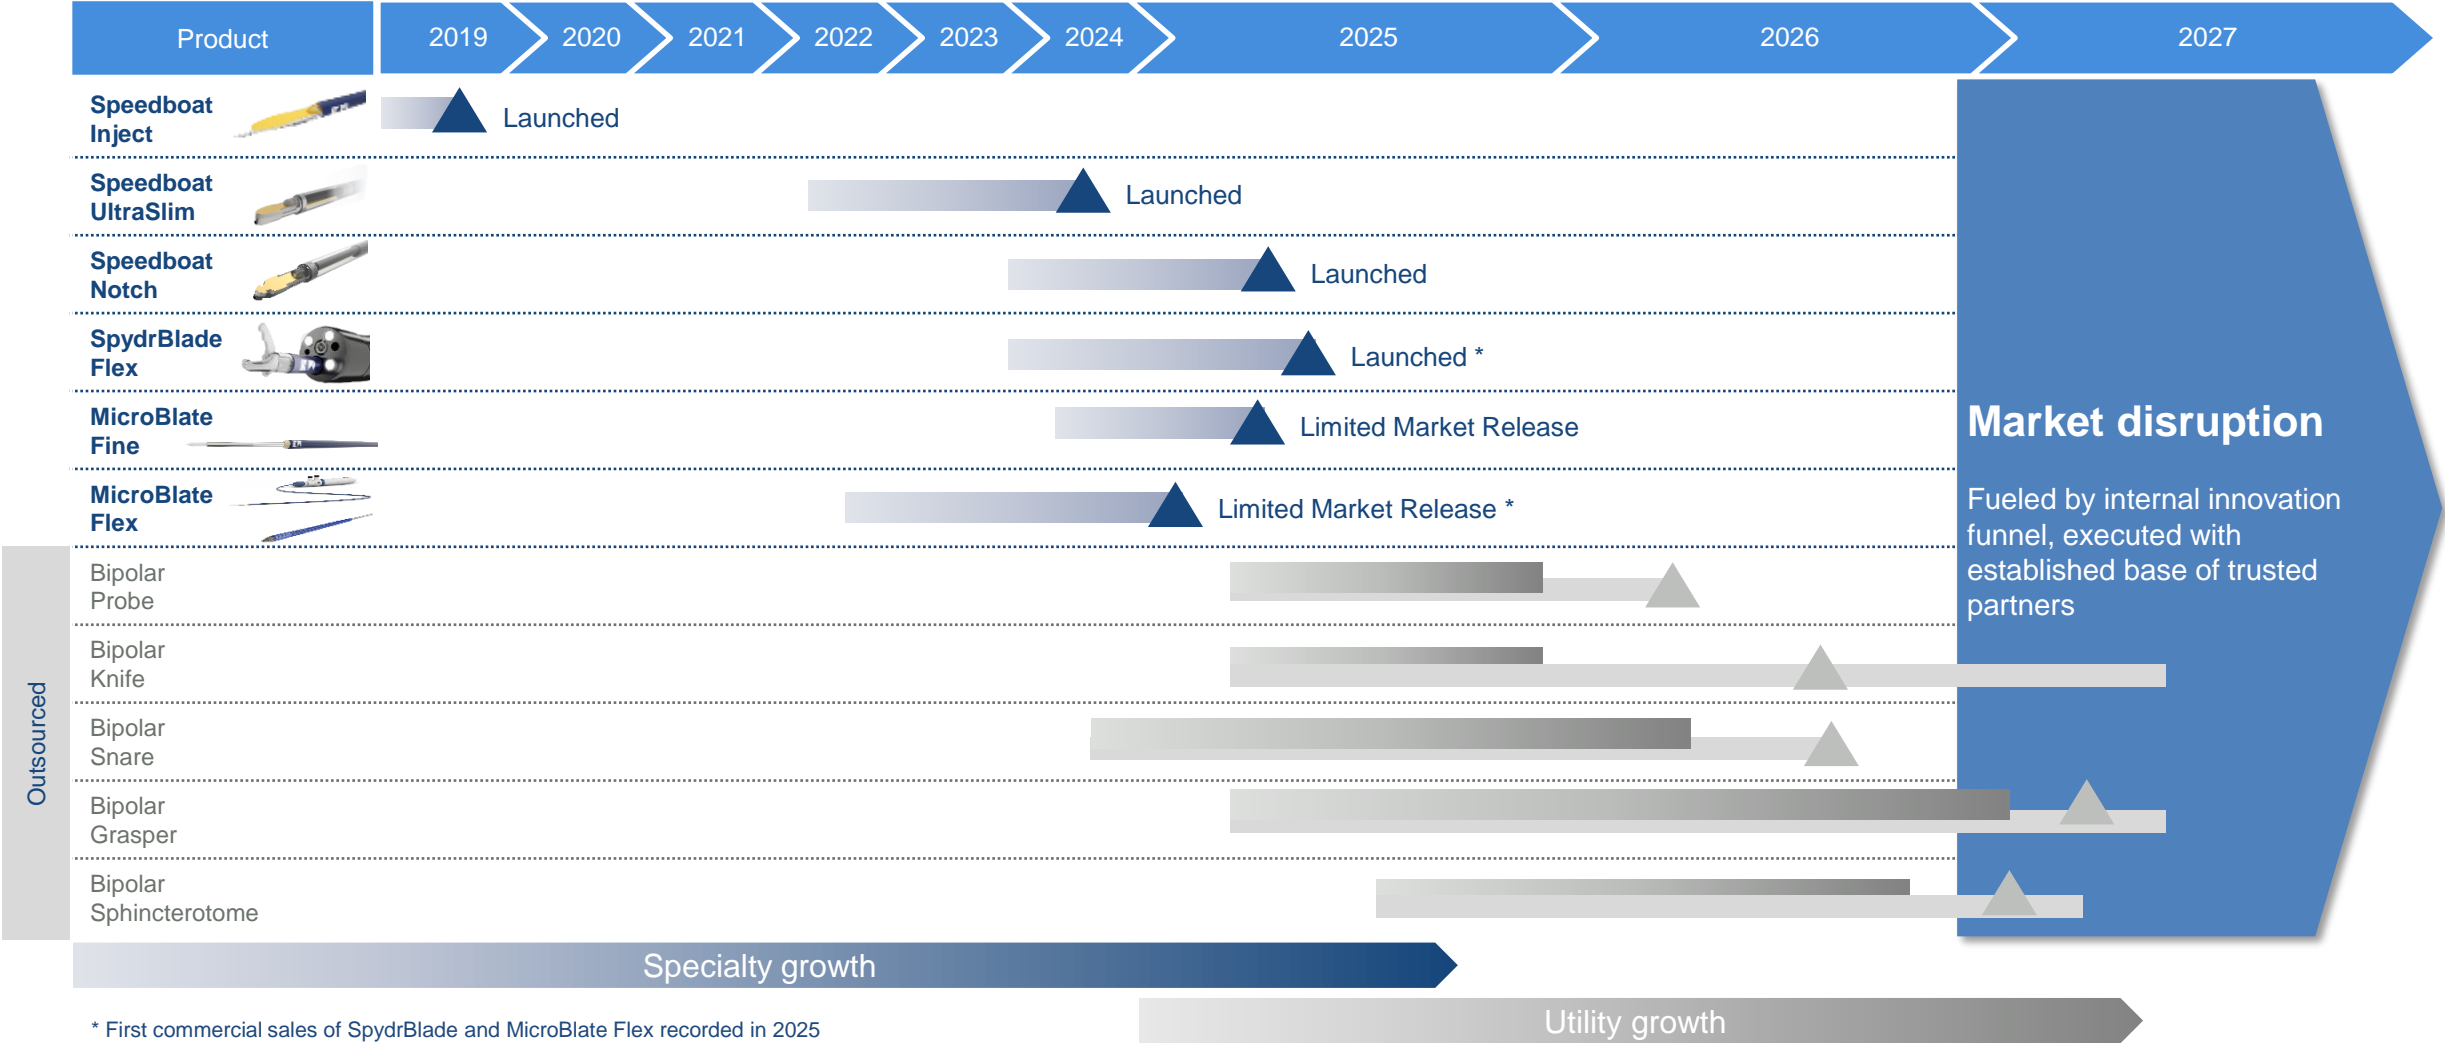 Product
2019
2020
2021
2022
2023
2024
2025
2026
2027
Speedboat
Inject
Launched
Speedboat
UltraSlim
Launched
Speedboat
Notch
Launched
SpydrBlade
Flex
Launched *
MicroBlate
Fine
Limited Market Release
MicroBlate
Flex
Limited Market Release *
Market disruption
Fueled by internal innovation
funnel, executed with
established base of trusted
partners
Outsourced
Bipolar
Probe
Bipolar
Knife
Bipolar
Snare
Bipolar
Grasper
Bipolar
Sphincterotome
Specialty growth
Utility growth
* First commercial sales of SpydrBlade and MicroBlate Flex recorded in 2025